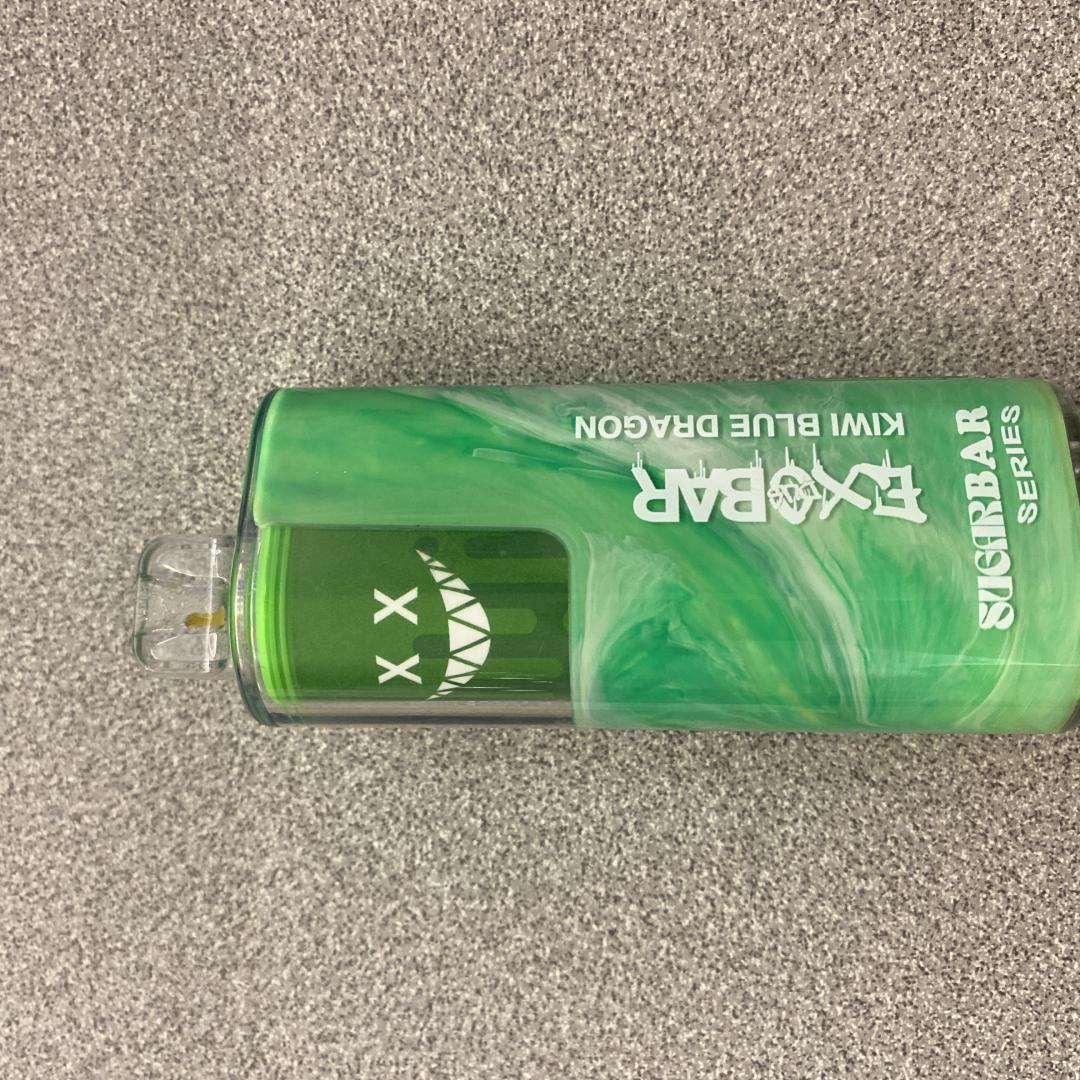 EXOBAR
KIWI BLUE DRAGON
SUGARBAR
SERIES
X X